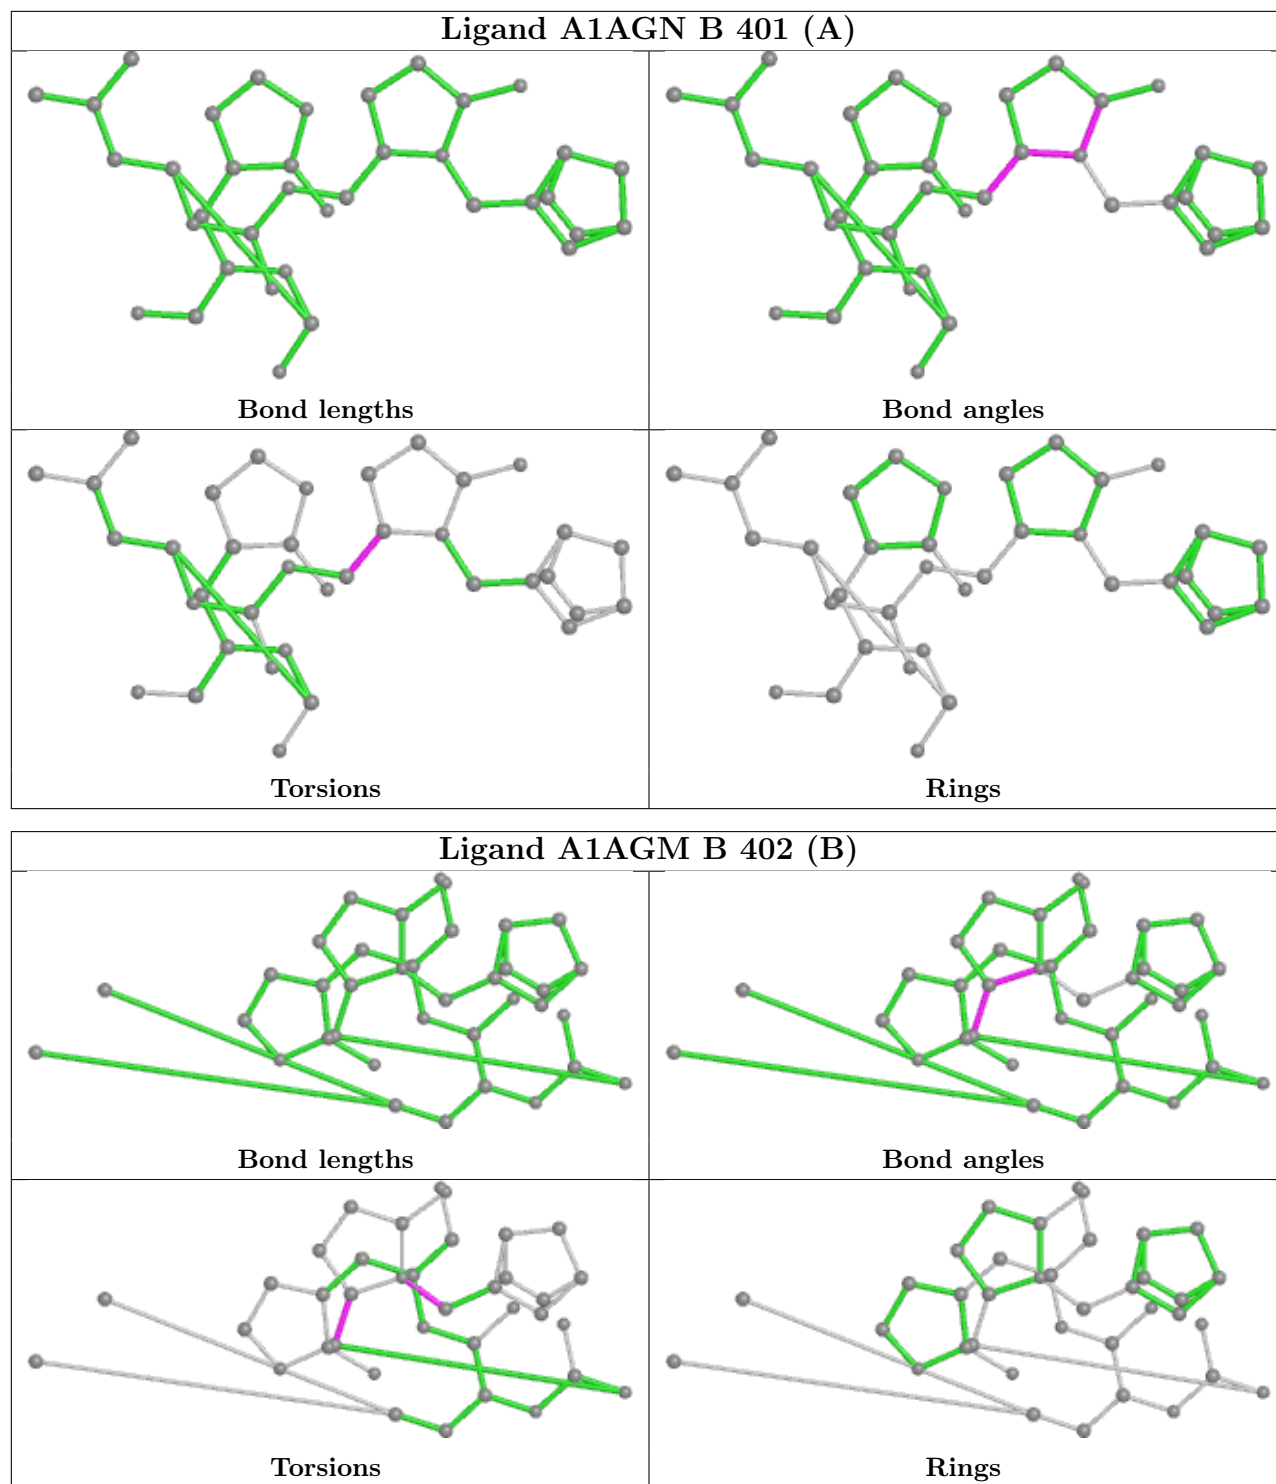 Ligand A1AGN B 401 (A)
Bond lengths
Bond angles
Torsions
Rings
Ligand A1AGM B 402 (B)
Bond lengths
Bond angles
Torsions
Rings